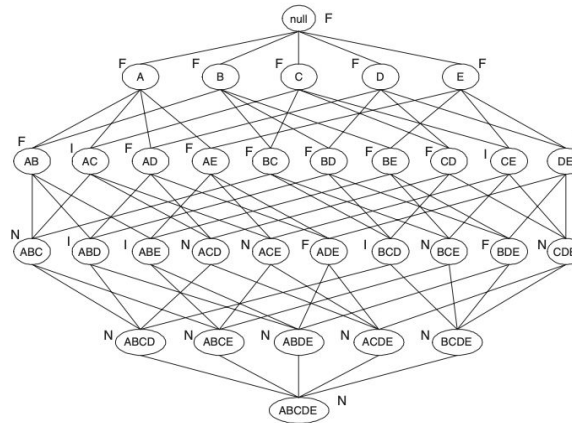 null F
F F F F F
A B C D E
F I F F F F F F I
AB AC AD AE BC BD BE CD CE DE
N I I N N F I N F N
ABC ABD ABE ACD ACE ADE BCD BCE BDE CDE
N N N N N
ABCD ABCE ABDE ACDE BCDE
ABCDE N